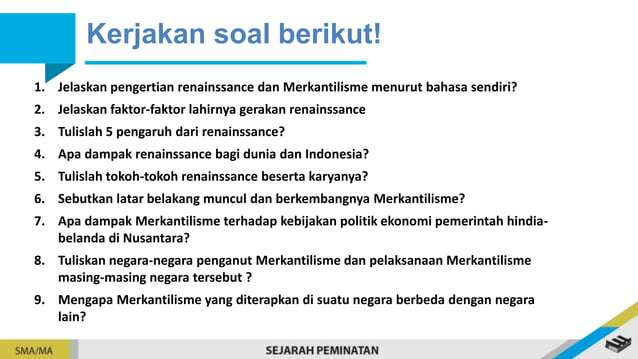 Kerjakan soal berikut!
1. Jelaskan pengertian renainssance dan Merkantilisme menurut bahasa sendiri?
2. Jelaskan faktor-faktor lahirnya gerakan renainssance
3. Tulislah 5 pengaruh dari renainssance?
4. Apa dampak renainssance bagi dunia dan Indonesia?
5. Tulislah tokoh-tokoh renainssance beserta karyanya?
6. Sebutkan latar belakang muncul dan berkembangnya Merkantilisme?
7. Apa dampak Merkantilisme terhadap kebijakan politik ekonomi pemerintah hindia-
belanda di Nusantara?
8. Tuliskan negara-negara penganut Merkantilisme dan pelaksanaan Merkantilisme
masing-masing negara tersebut ?
9. Mengapa Merkantilisme yang diterapkan di suatu negara berbeda dengan negara
lain?
SMA/MA
SEJARAH PEMINATAN